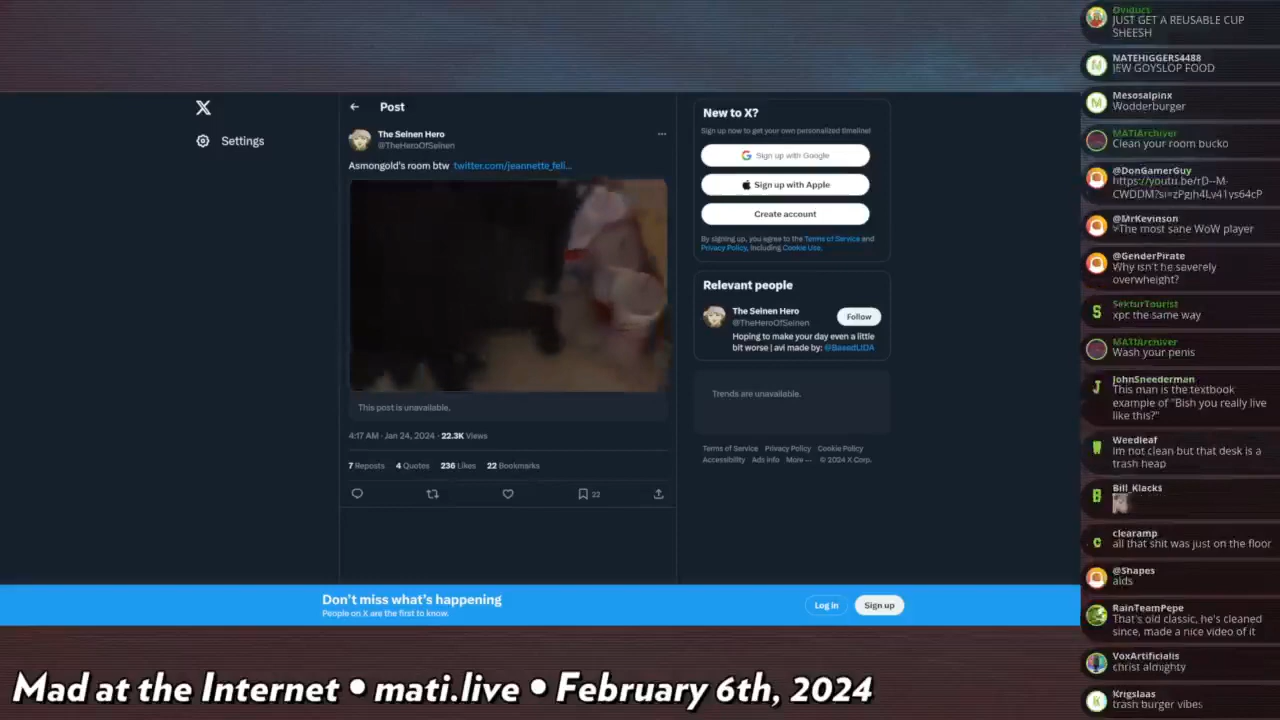 Post
Settings
The Seinen Hero
@TheHeroOfSeinen
Asmongold's room btw twitter.com/jeannette_feli...
This post is unavailable.
4:17 AM · Jan 24, 2024 · 22.3K Views
7 Reposts 4 Quotes 236 Likes 22 Bookmarks
22
New to X?
Sign up now to get your own personalized timeline!
Sign up with Google
Sign up with Apple
Create account
By signing up, you agree to the Terms of Service and
Privacy Policy, including Cookie Use.
Relevant people
The Seinen Hero
@TheHeroOfSeinen
Follow
Hoping to make your day even a little
bit worse | avi made by: @BasedLIDA
Trends are unavailable.
Terms of Service Privacy Policy Cookie Policy
Accessibility Ads info More ... © 2024 X Corp.
Don't miss what's happening
People on X are the first to know.
Log in
Sign up
Mad at the Internet • mati.live • February 6th, 2024
Oviducs
JUST GET A REUSABLE CUP
SHEESH
NATEHIGGERS4488
JEW GOYSLOP FOOD
Mesosalpinx
Wodderburger
MATIArchiver
Clean your room bucko
@DonGamerGuy
https://youtu.be/rD--M-
@MrKevinson
The most sane WoW player
@GenderPirate
Why isn't he severely
overwheight?
SekturTourist
xpr. the same way
MATIArchiver
Wash your penis
JohnSneederman
This man is the textbook
example of "Bish you really live
like this?"
Weedleaf
Im not clean but that desk is a
trash heap
Bill_Klacks
clearamp
all that shit was just on the floor
@Shapes
aids
RainTeamPepe
That's old classic, he's cleaned
since, made a nice video of it
VoxArtificialis
christ almighty
Krigslaas
trash burger vibes